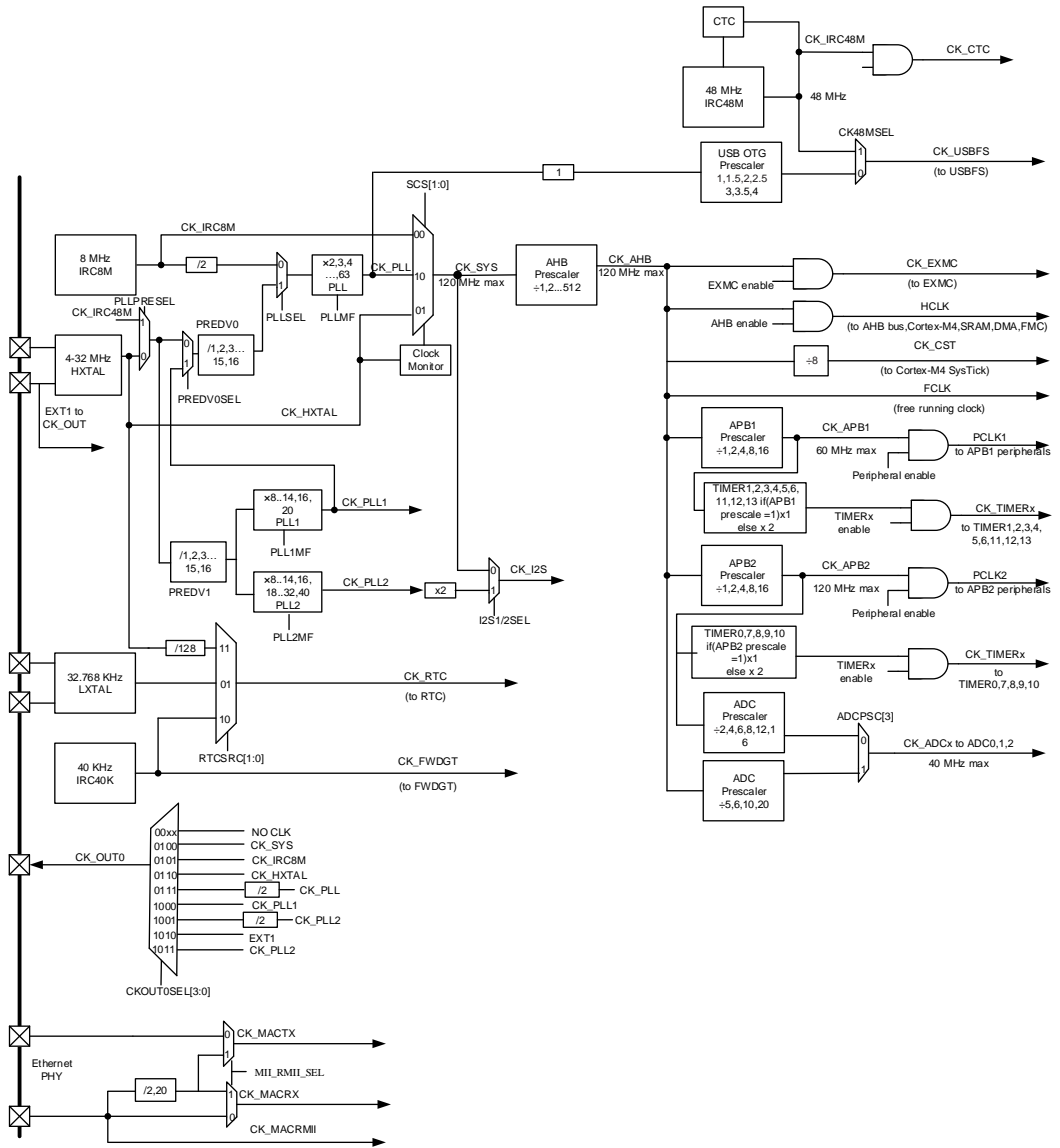 CTC
CK_IRC48M
CK_CTC
48 MHz
IRC48M
48 MHz
CK48MSEL
1
0
CK_USBFS
(to USBFS)
USB OTG
Prescaler
1,1.5,2,2.5
3,3.5,4
1
SCS[1:0]
CK_IRC8M
00
10
01
8 MHz
IRC8M
/2
0
1
PLLSEL
×2,3,4
…,63
PLL
PLLMF
CK_PLL
CK_SYS
120 MHz max
AHB
Prescaler
÷1,2...512
CK_AHB
120 MHz max
EXMC enable
CK_EXMC
(to EXMC)
AHB enable
HCLK
(to AHB bus,Cortex-M4,SRAM,DMA,FMC)
÷8
CK_CST
(to Cortex-M4 SysTick)
FCLK
(free running clock)
PLLPRESEL
CK_IRC48M
1
0
PREDV0
0
1
/1,2,3…
15,16
PREDV0SEL
4-32 MHz
HXTAL
Clock
Monitor
EXT1 to
CK_OUT
CK_HXTAL
APB1
Prescaler
÷1,2,4,8,16
CK_APB1
60 MHz max
Peripheral enable
PCLK1
to APB1 peripherals
TIMER1,2,3,4,5,6,
11,12,13 if(APB1
prescale =1)x1
else x 2
TIMERx
enable
CK_TIMERx
to TIMER1,2,3,4,
5,6,11,12,13
×8..14,16,
20
PLL1
PLL1MF
CK_PLL1
/1,2,3…
15,16
PREDV1
×8..14,16,
18..32,40
PLL2
PLL2MF
CK_PLL2
x2
0
1
CK_I2S
I2S1/2SEL
APB2
Prescaler
÷1,2,4,8,16
CK_APB2
120 MHz max
Peripheral enable
PCLK2
to APB2 peripherals
TIMER0,7,8,9,10
if(APB2 prescale
=1)x1
else x 2
TIMERx
enable
CK_TIMERx
to
TIMER0,7,8,9,10
/128
11
01
10
32.768 KHz
LXTAL
CK_RTC
(to RTC)
RTCSRC[1:0]
40 KHz
IRC40K
CK_FWDGT
(to FWDGT)
ADC
Prescaler
÷2,4,6,8,12,1
6
ADCPSC[3]
0
1
CK_ADCx to ADC0,1,2
40 MHz max
ADC
Prescaler
÷5,6,10,20
CK_OUT0
00xx
NO CLK
0100
CK_SYS
0101
CK_IRC8M
0110
CK_HXTAL
0111
/2
CK_PLL
1000
CK_PLL1
1001
/2
CK_PLL2
1010
EXT1
1011
CK_PLL2
CKOUT0SEL[3:0]
0
1
CK_MACTX
Ethernet
PHY
MII_RMII_SEL
/2,20
1
0
CK_MACRX
CK_MACRMII